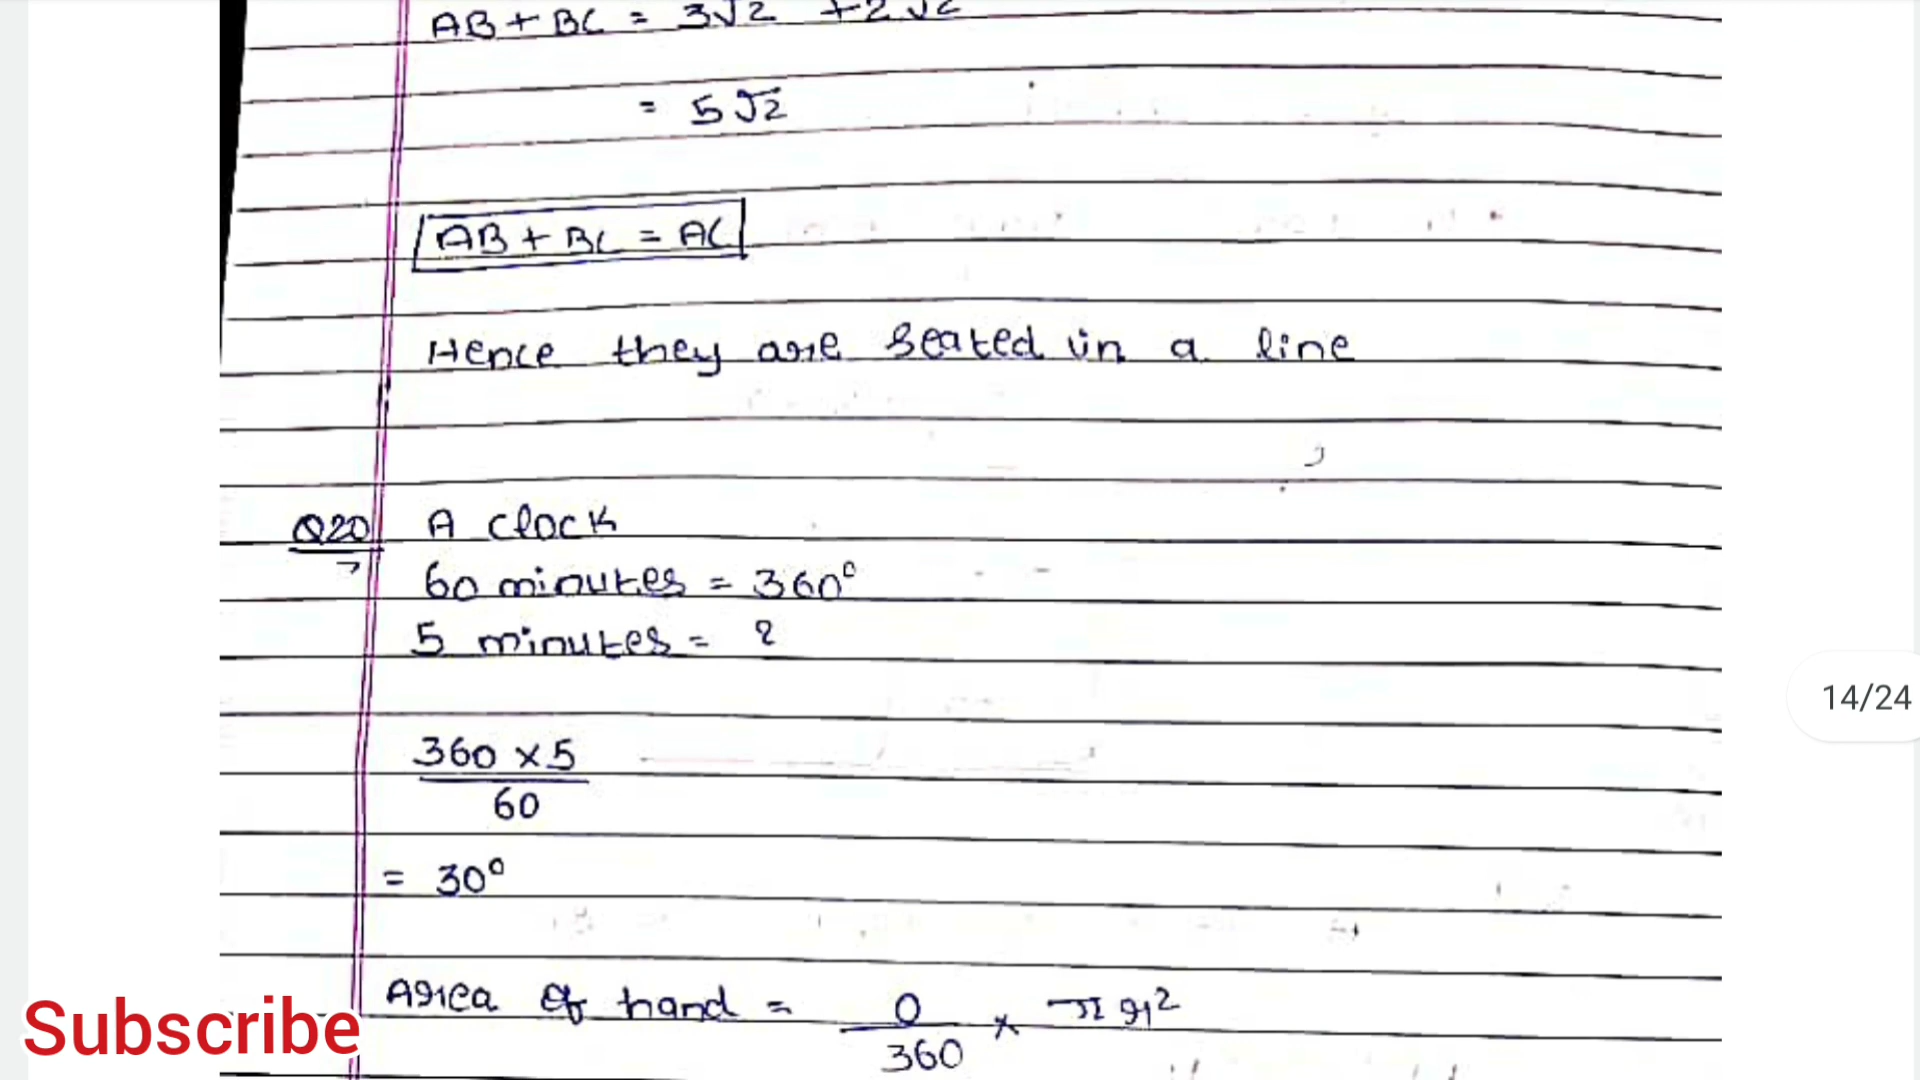 AB + BC = 3√2 + 2√2
= 5√2
AB + BC = AC
Hence they are seated in a line
Q20 A clock
60 minutes = 360°
5 minutes = ?
360 × 5
60
= 30°
14/24
Area of hand = θ/360 × πr²
Subscribe